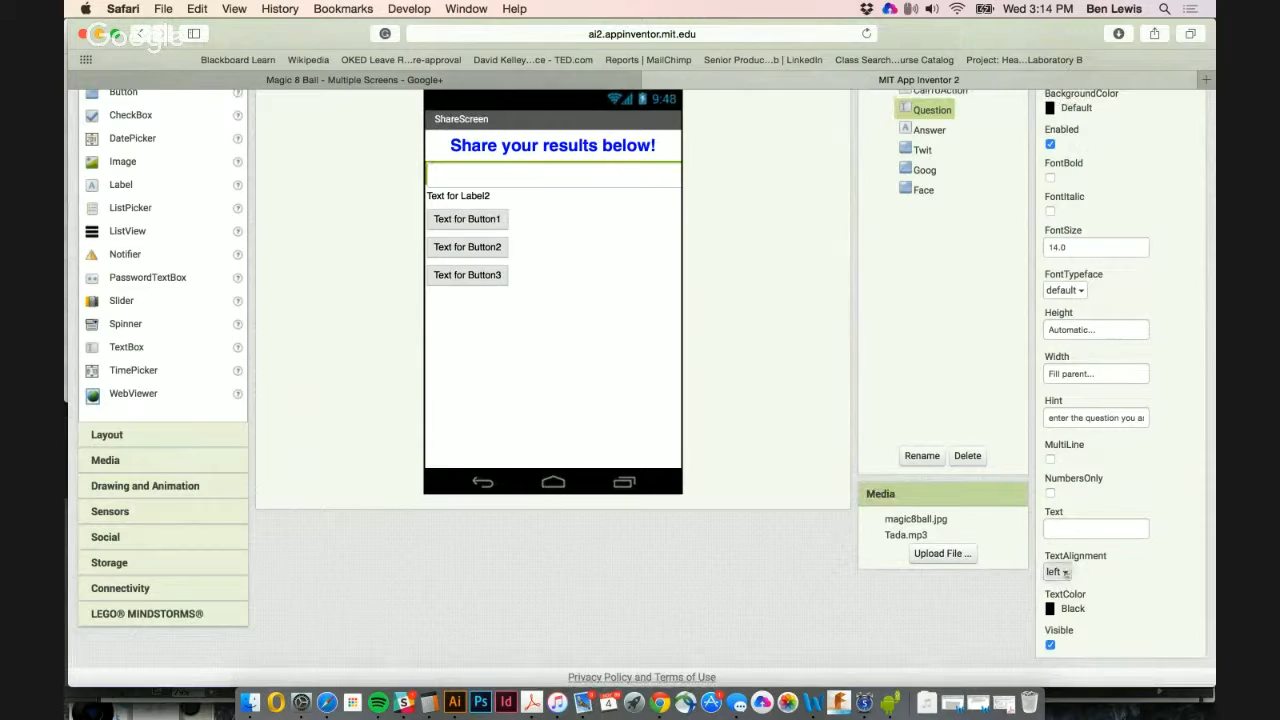 Safari File Edit View History Bookmarks Develop Window Help Wed 3:14 PM Ben Lewis
Google
ai2.appinventor.mit.edu
Blackboard Learn Wikipedia OKED Leave R...re-approval David Kelley,...ce - TED.com Reports | MailChimp Senior Produc...b | LinkedIn Class Search...urse Catalog Project: Hea...Laboratory B
Magic 8 Ball - Multiple Screens - Google+ MIT App Inventor 2
Button
CheckBox
DatePicker
Image
Label
ListPicker
ListView
Notifier
PasswordTextBox
Slider
Spinner
TextBox
TimePicker
WebViewer
Layout
Media
Drawing and Animation
Sensors
Social
Storage
Connectivity
LEGO® MINDSTORMS®
9:48
ShareScreen
Share your results below!
Text for Label2
Text for Button1
Text for Button2
Text for Button3
CallToAction
Question
Answer
Twit
Goog
Face
Rename Delete
Media
magic8ball.jpg
Tada.mp3
Upload File ...
BackgroundColor
Default
Enabled
FontBold
FontItalic
FontSize
14.0
FontTypeface
default
Height
Automatic...
Width
Fill parent...
Hint
enter the question you a
MultiLine
NumbersOnly
Text
TextAlignment
left
TextColor
Black
Visible
Privacy Policy and Terms of Use
Ai Ps Id